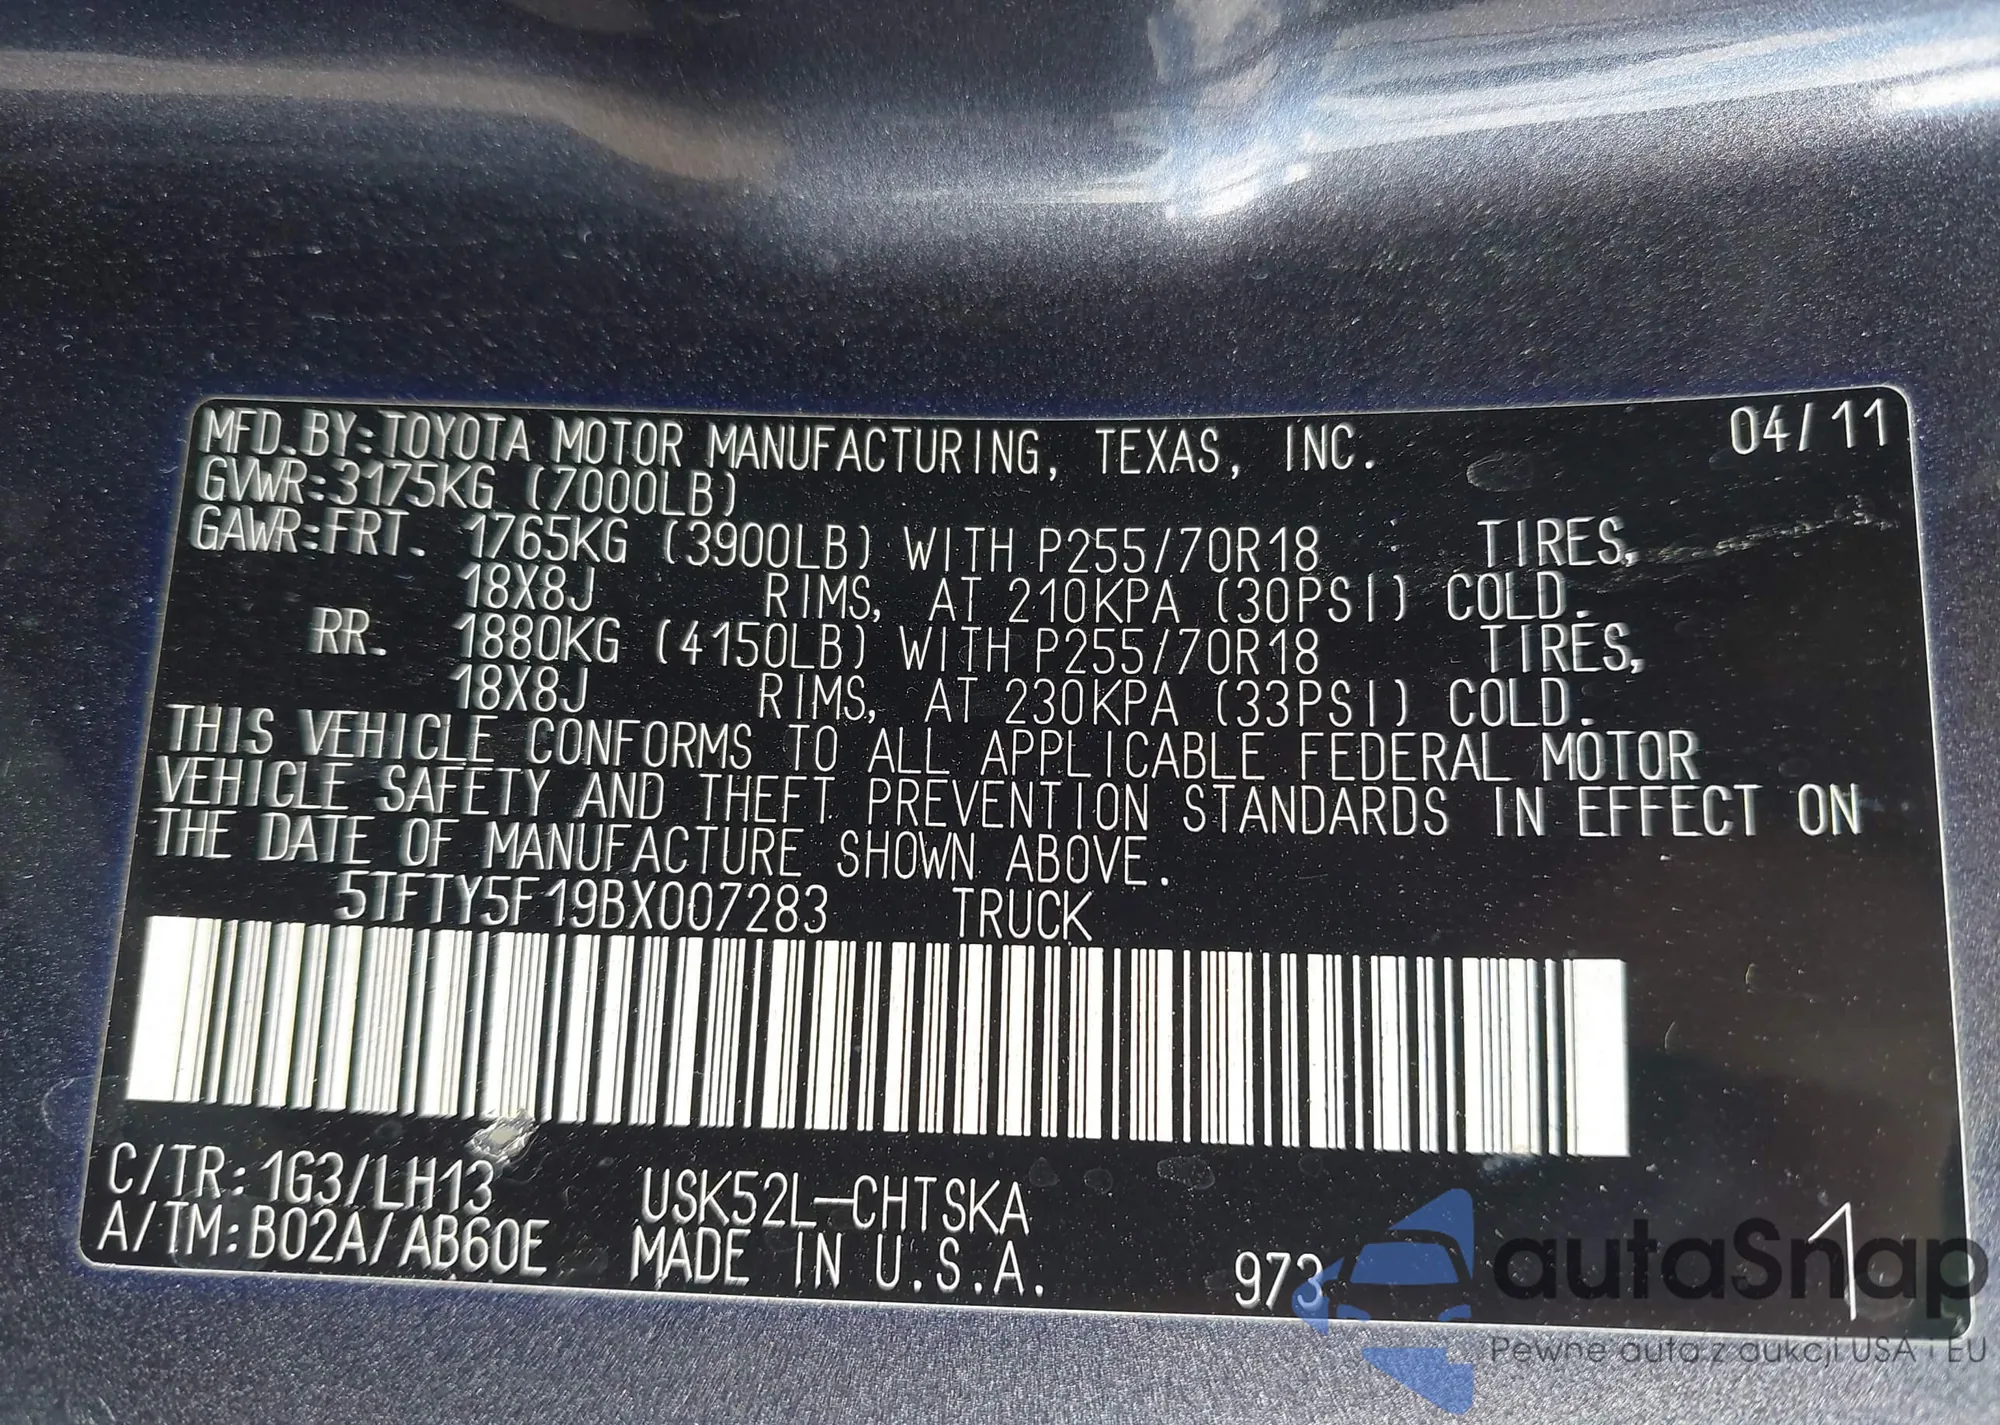 MFD.BY:TOYOTA MOTOR MANUFACTURING, TEXAS, INC. 04/11
GVWR:3175KG (7000LB)
GAWR:FRT. 1765KG (3900LB) WITH P255/70R18 TIRES,
18X8J RIMS, AT 210KPA (30PSI) COLD.
RR. 1880KG (4150LB) WITH P255/70R18 TIRES,
18X8J RIMS, AT 230KPA (33PSI) COLD.
THIS VEHICLE CONFORMS TO ALL APPLICABLE FEDERAL MOTOR
VEHICLE SAFETY AND THEFT PREVENTION STANDARDS IN EFFECT ON
THE DATE OF MANUFACTURE SHOWN ABOVE.
5TFTY5F19BX007283 TRUCK
C/TR:1G3/LH13 USK52L-CHTSKA
A/TM:B02A/AB60E MADE IN U.S.A. 973 1
autaSnap
Pewne auta z aukcji USA i EU